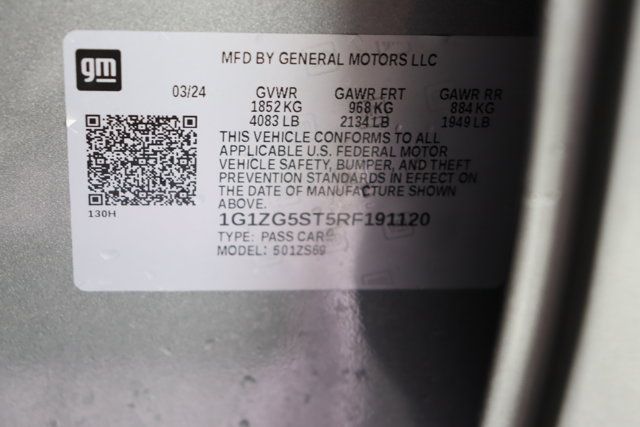 gm
MFD BY GENERAL MOTORS LLC
03/24 GVWR GAWR FRT GAWR RR
1852 KG 968 KG 884 KG
4083 LB 2134 LB 1949 LB
THIS VEHICLE CONFORMS TO ALL
APPLICABLE U.S. FEDERAL MOTOR
VEHICLE SAFETY, BUMPER, AND THEFT
PREVENTION STANDARDS IN EFFECT ON
THE DATE OF MANUFACTURE SHOWN
ABOVE.
130H
1G1ZG5ST5RF191120
TYPE: PASS CAR
MODEL: 501ZS69